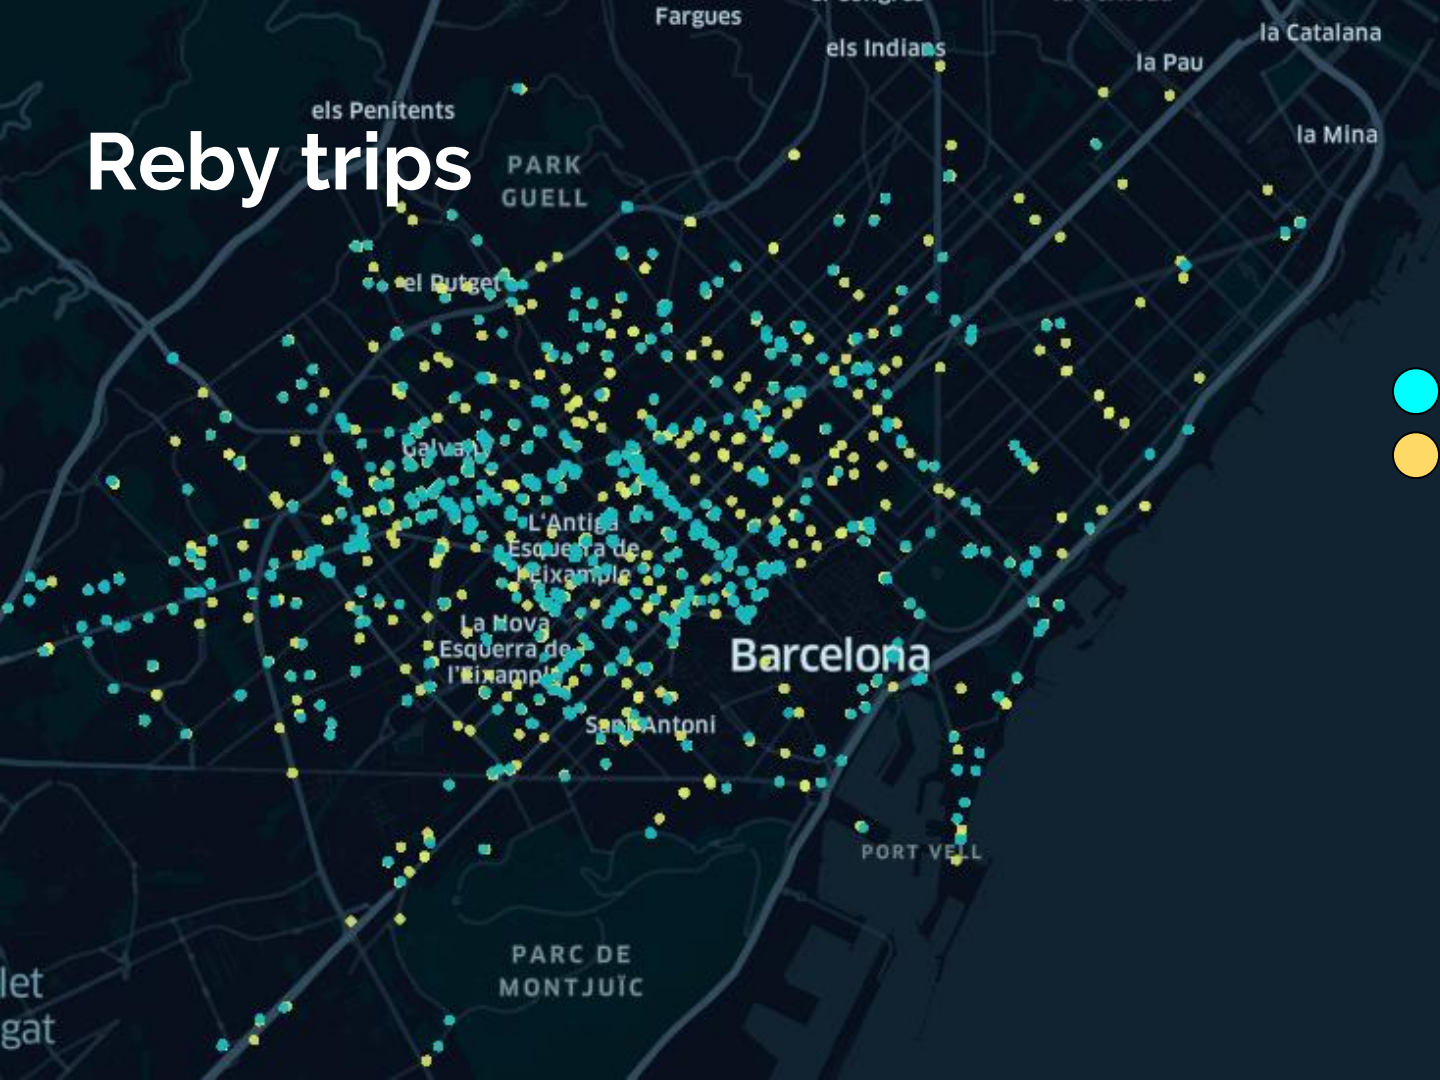 Fargues
els Indians
la Pau
la Catalana
la Mina
els Penitents
Reby trips
PARK
GUELL
el Putget
Galvany
L'Antiga
Esquerra de
l'Eixample
La Nova
Esquerra de
l'Eixample
Barcelona
Sant Antoni
PORT VELL
PARC DE
MONTJUÏC
let
gat